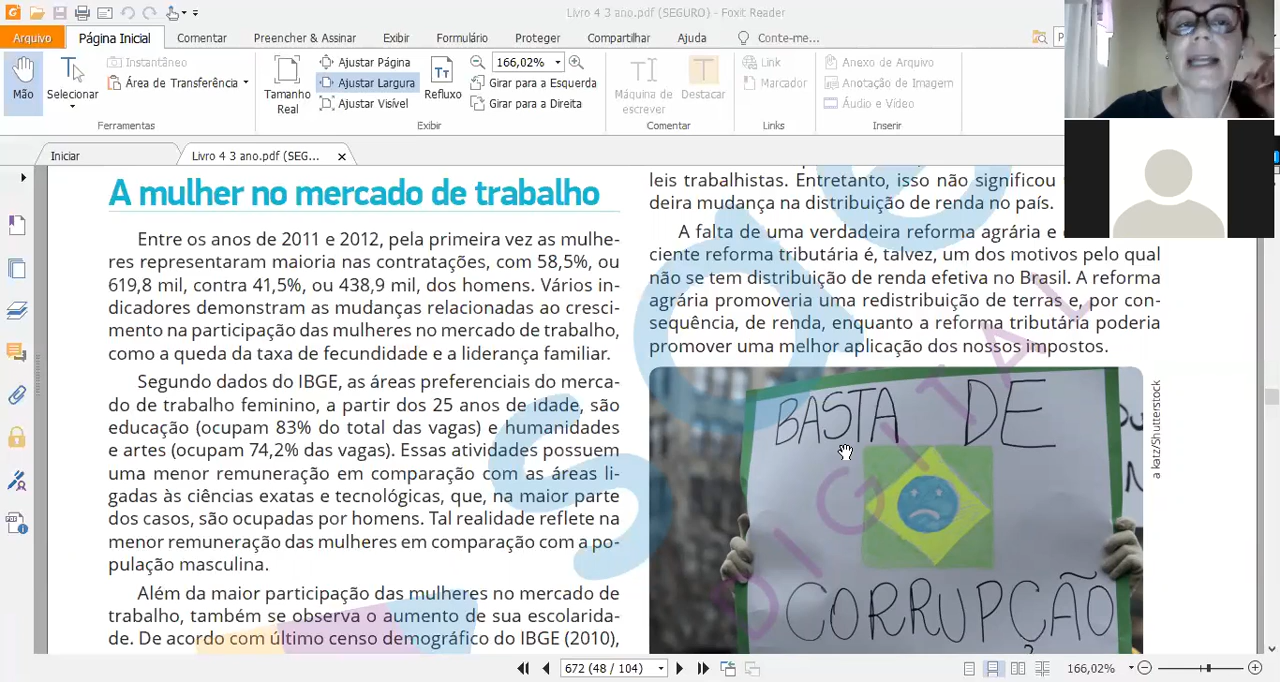 Livro 4 3 ano.pdf (SEGURO) - Foxit Reader
Arquivo Página Inicial Comentar Preencher & Assinar Exibir Formulário Proteger Compartilhar Ajuda Conte-me...
Mão
Selecionar
Instantâneo
Área de Transferência
Ferramentas
Tamanho
Real
Ajustar Página
Ajustar Largura
Ajustar Visível
Refluxo
166,02%
Girar para a Esquerda
Girar para a Direita
Exibir
Máquina de
escrever
Destacar
Comentar
Link
Marcador
Links
Anexo de Arquivo
Anotação de Imagem
Áudio e Vídeo
Inserir
Iniciar
Livro 4 3 ano.pdf (SEG...
A mulher no mercado de trabalho
Entre os anos de 2011 e 2012, pela primeira vez as mulhe-
res representaram maioria nas contratações, com 58,5%, ou
619,8 mil, contra 41,5%, ou 438,9 mil, dos homens. Vários in-
dicadores demonstram as mudanças relacionadas ao cresci-
mento na participação das mulheres no mercado de trabalho,
como a queda da taxa de fecundidade e a liderança familiar.
Segundo dados do IBGE, as áreas preferenciais do merca-
do de trabalho feminino, a partir dos 25 anos de idade, são
educação (ocupam 83% do total das vagas) e humanidades
e artes (ocupam 74,2% das vagas). Essas atividades possuem
uma menor remuneração em comparação com as áreas li-
gadas às ciências exatas e tecnológicas, que, na maior parte
dos casos, são ocupadas por homens. Tal realidade reflete na
menor remuneração das mulheres em comparação com a po-
pulação masculina.
Além da maior participação das mulheres no mercado de
trabalho, também se observa o aumento de sua escolarida-
de. De acordo com último censo demográfico do IBGE (2010),
leis trabalhistas. Entretanto, isso não significou
deira mudança na distribuição de renda no país.
A falta de uma verdadeira reforma agrária e
ciente reforma tributária é, talvez, um dos motivos pelo qual
não se tem distribuição de renda efetiva no Brasil. A reforma
agrária promoveria uma redistribuição de terras e, por con-
sequência, de renda, enquanto a reforma tributária poderia
promover uma melhor aplicação dos nossos impostos.
BASTA DE
CORRUPÇÃO
a katz/Shutterstock
DIGITAL
672 (48 / 104)
166,02%